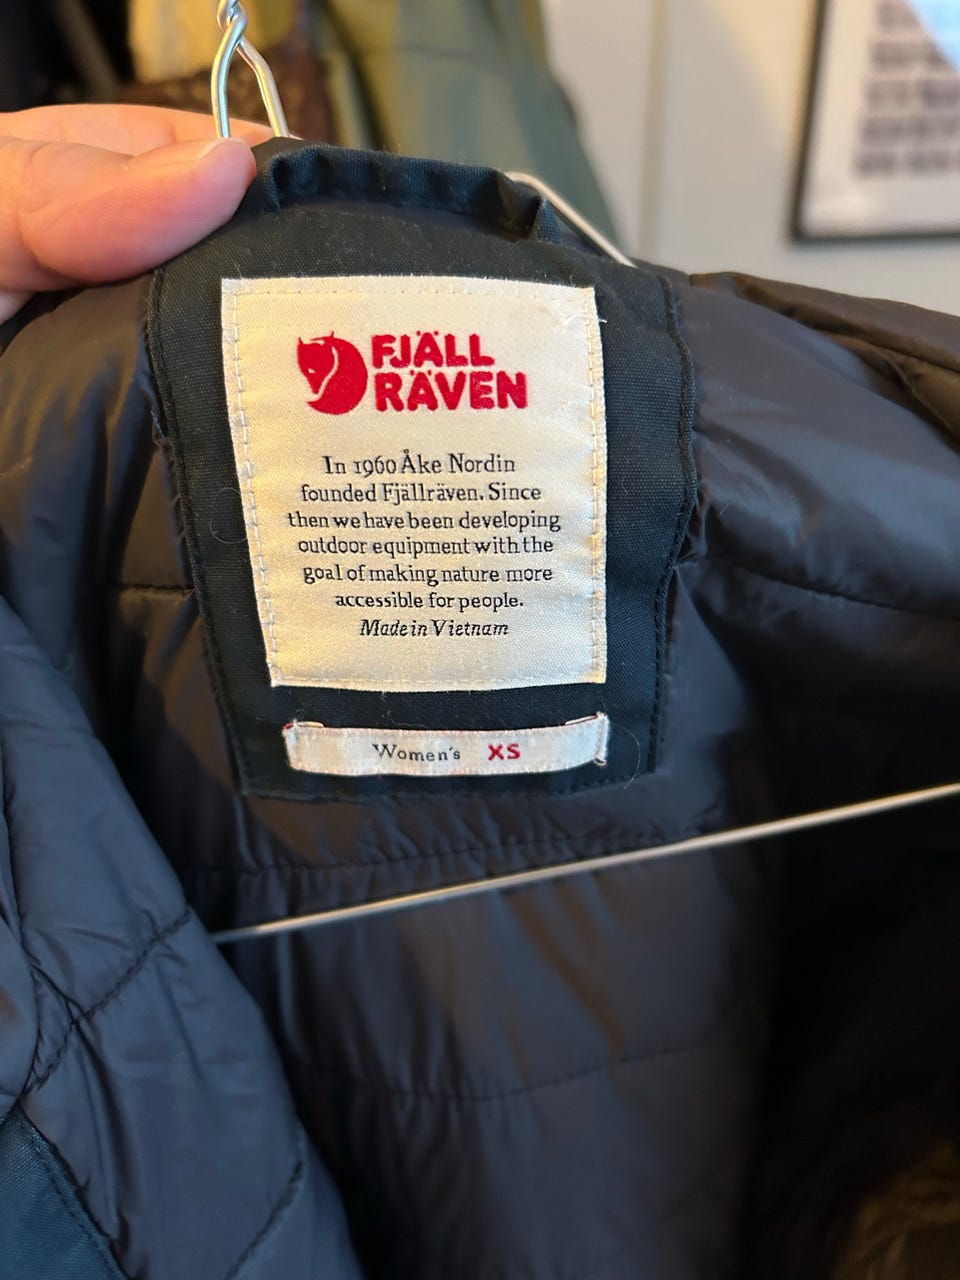 FJÄLL
RÄVEN
In 1960 Åke Nordin
founded Fjällräven. Since
then we have been developing
outdoor equipment with the
goal of making nature more
accessible for people.
Made in Vietnam
Women's XS